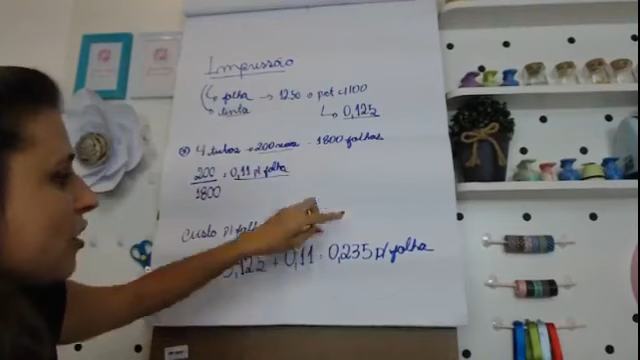 Impressão
↳ folha → 12,50 o pct c/100
↳ tinta ↳ 0,125
4 tubos → 200 - 1800 folhas
200 = 0,11 p/ folha
1800
Custo p/ folha
0,125 + 0,11 = 0,235 p/ folha